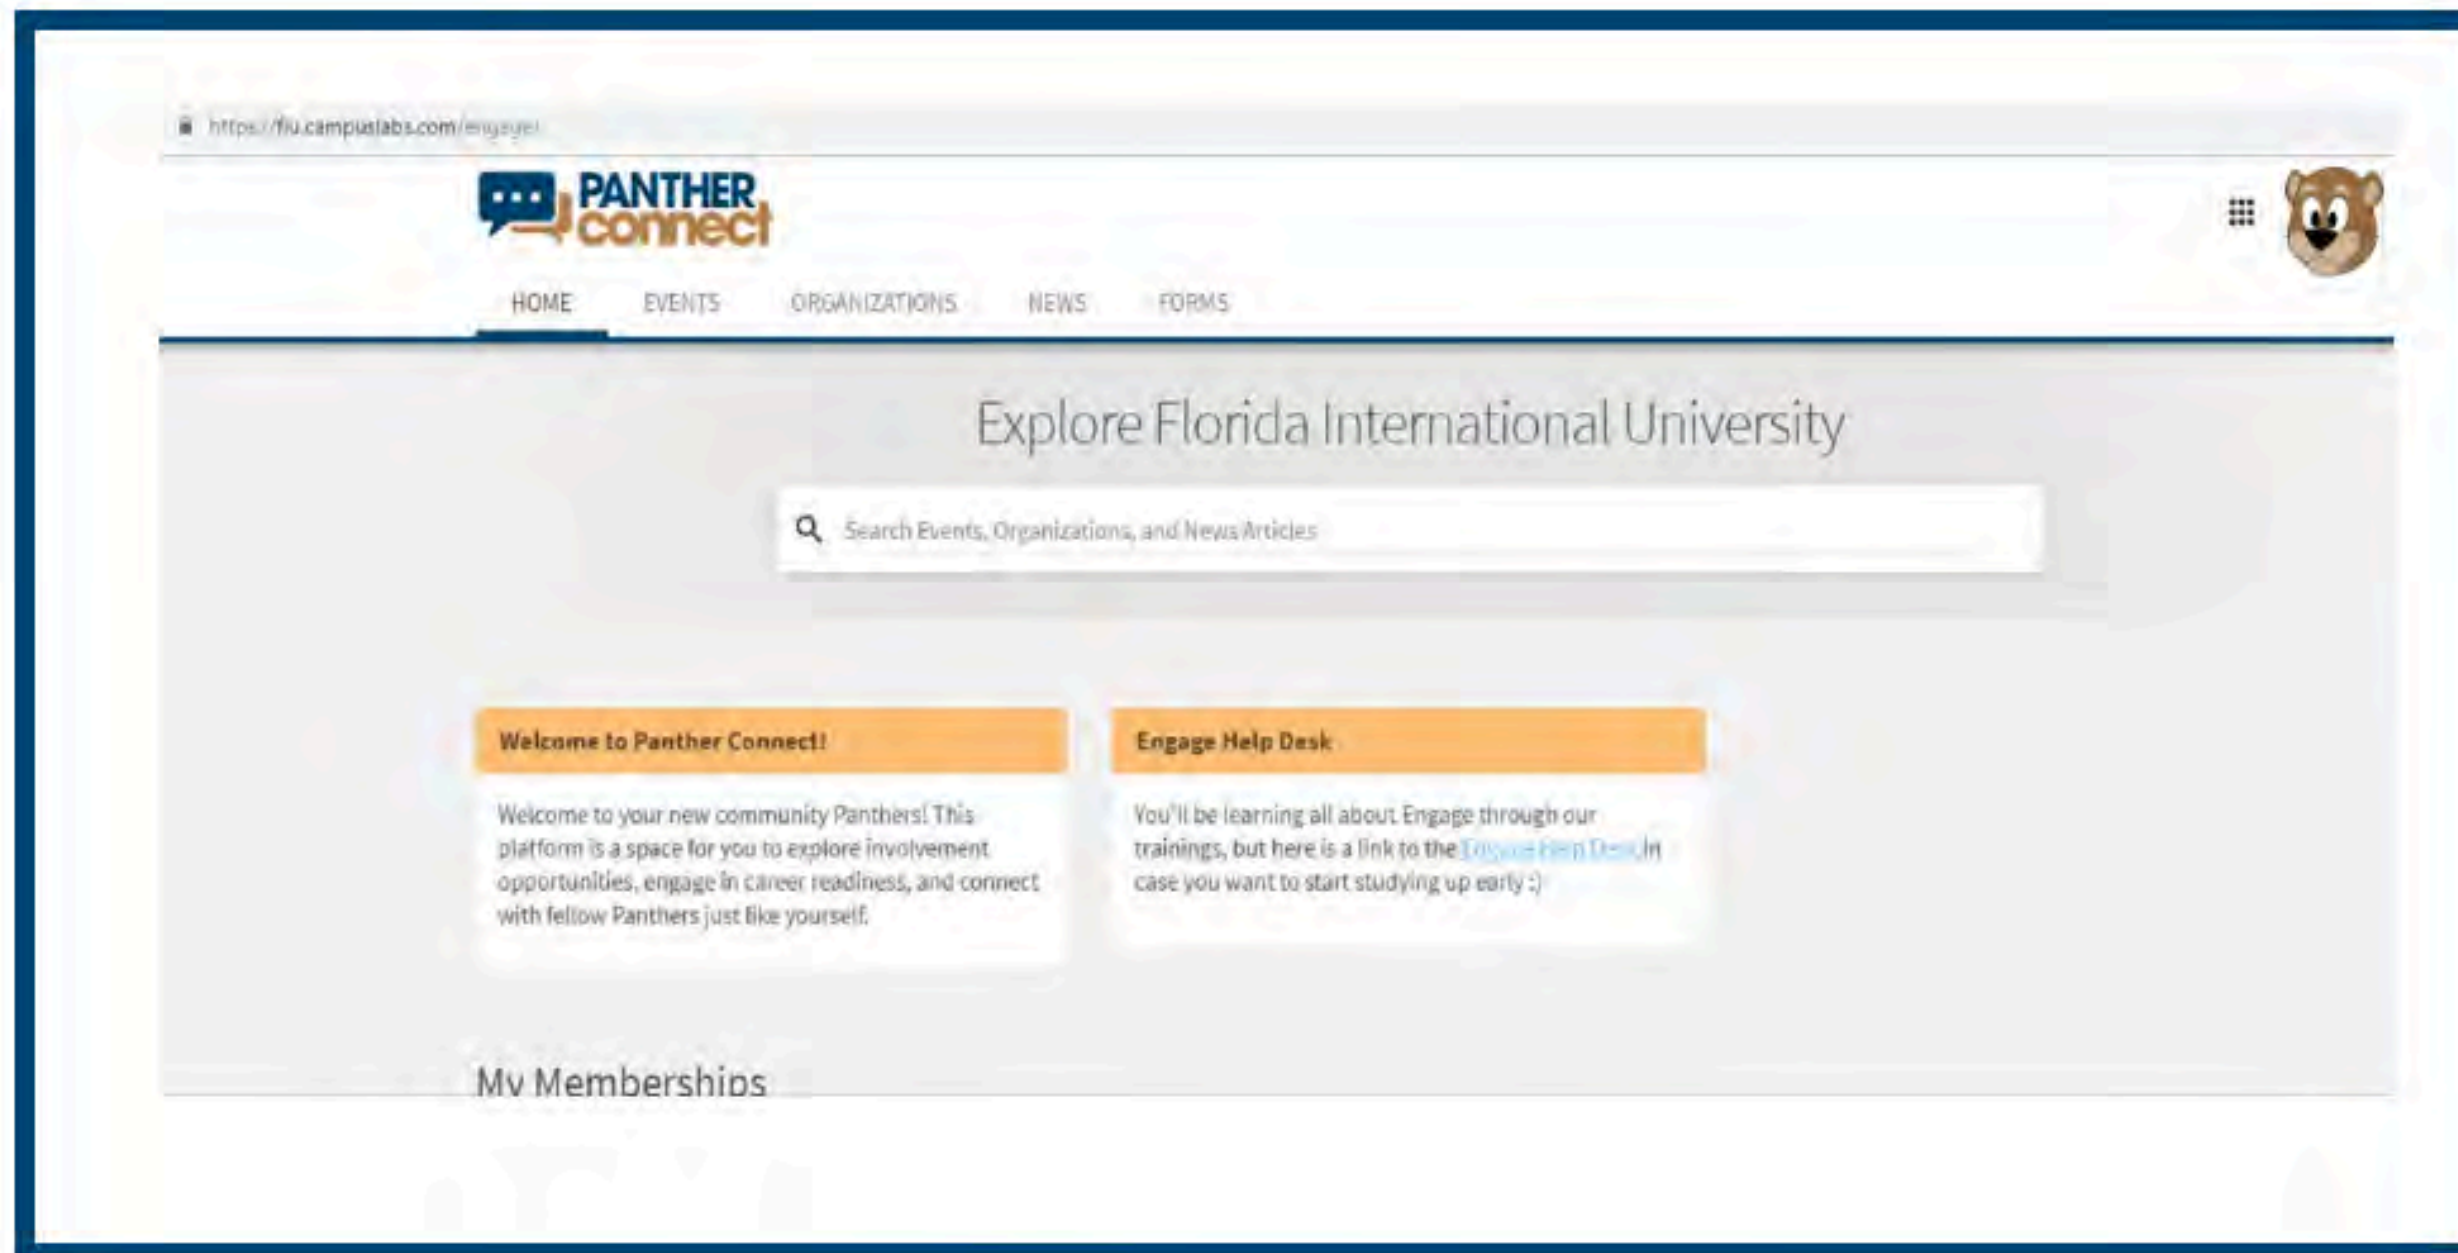 https://fiu.campuslabs.com/engage/
PANTHER
connect
HOME EVENTS ORGANIZATIONS NEWS FORMS
Explore Florida International University
Search Events, Organizations, and News Articles
Welcome to Panther Connect!
Welcome to your new community Panthers! This
platform is a space for you to explore involvement
opportunities, engage in career readiness, and connect
with fellow Panthers just like yourself.
Engage Help Desk
You'll be learning all about Engage through our
trainings, but here is a link to the Engage Help Desk in
case you want to start studying up early :)
My Memberships